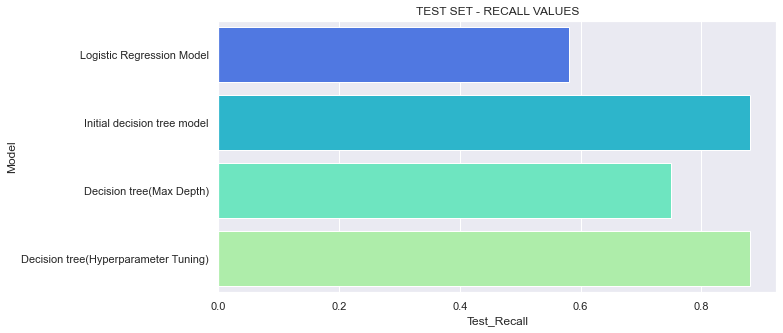 TEST SET - RECALL VALUES
Model
Logistic Regression Model
Initial decision tree model
Decision tree(Max Depth)
Decision tree(Hyperparameter Tuning)
0.0 0.2 0.4 0.6 0.8
Test_Recall